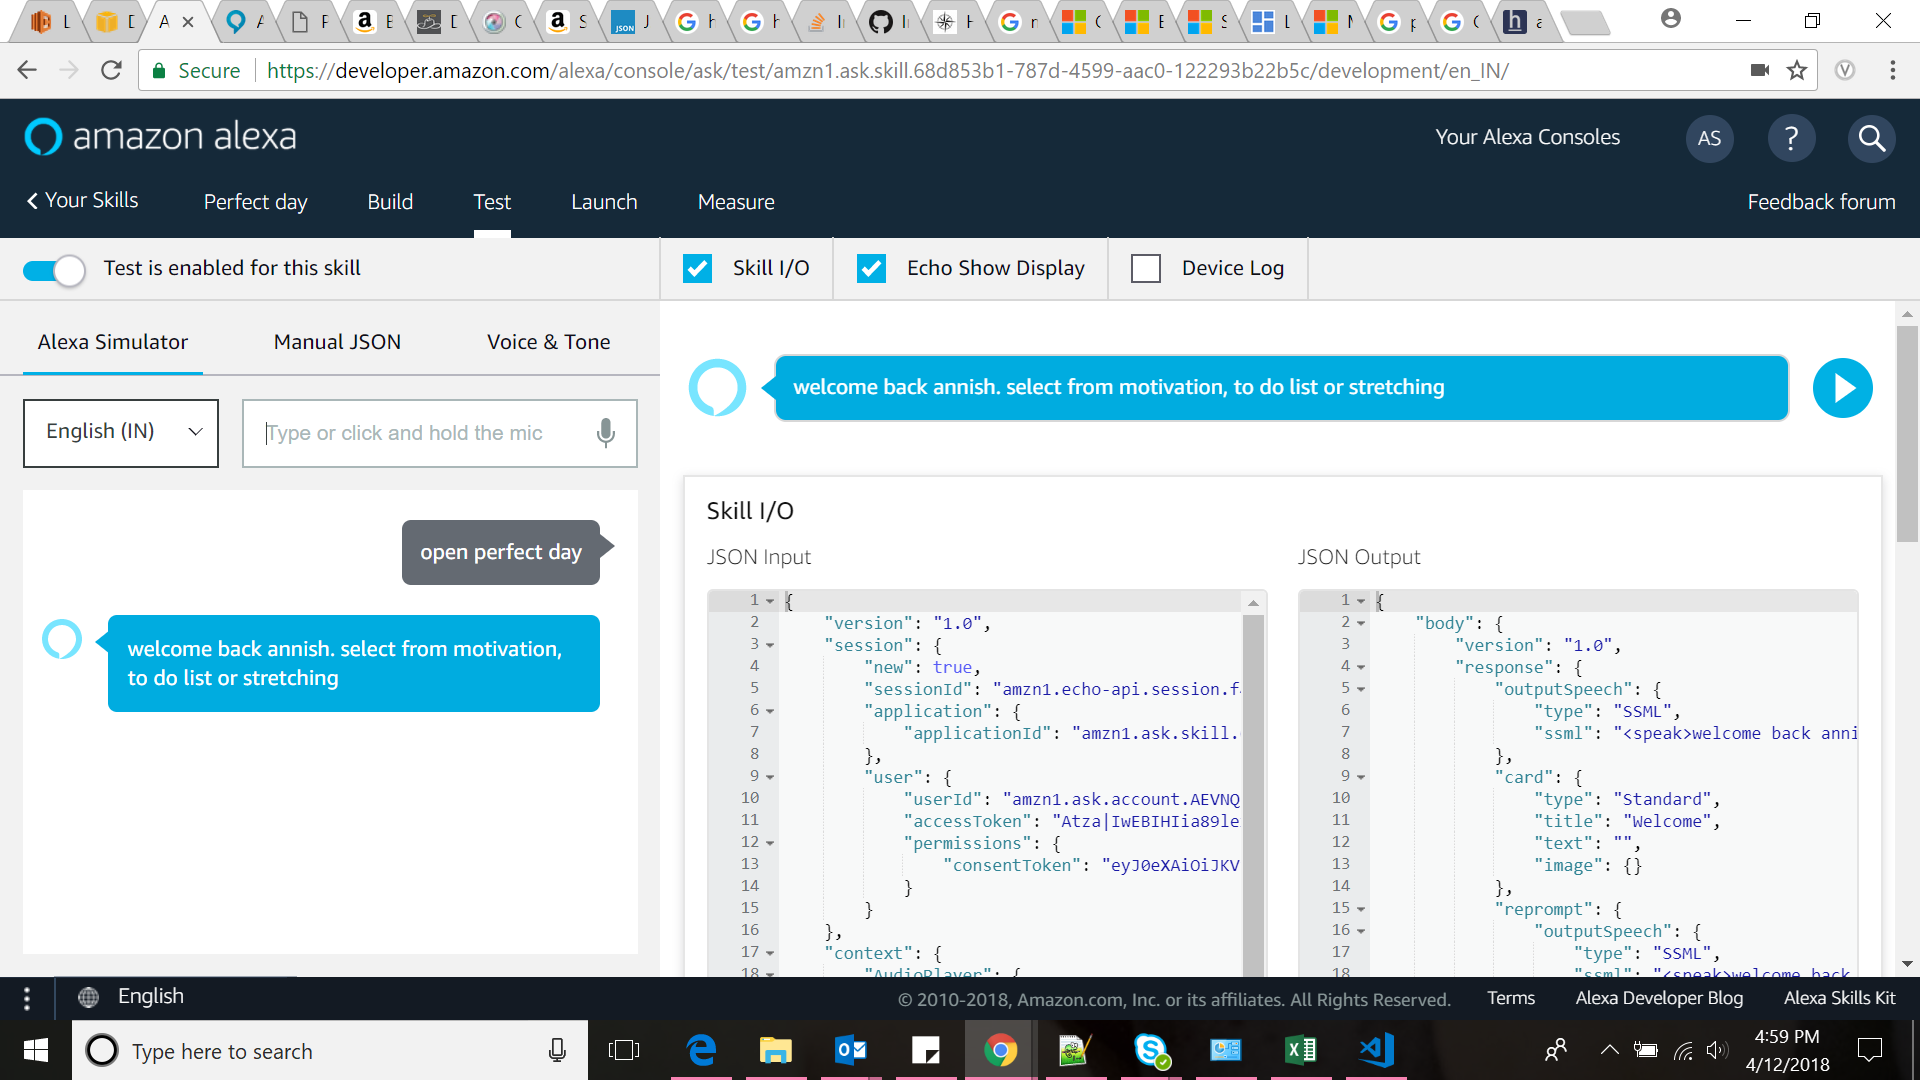 Secure
https://developer.amazon.com/alexa/console/ask/test/amzn1.ask.skill.68d853b1-787d-4599-aac0-122293b22b5c/development/en_IN/
amazon alexa
Your Alexa Consoles
AS
?
Your Skills
Perfect day
Build
Test
Launch
Measure
Feedback forum
Test is enabled for this skill
Skill I/O
Echo Show Display
Device Log
Alexa Simulator
Manual JSON
Voice & Tone
English (IN)
Type or click and hold the mic
open perfect day
welcome back annish. select from motivation,
to do list or stretching
welcome back annish. select from motivation, to do list or stretching
Skill I/O
JSON Input
1 {
2 "version": "1.0",
3 "session": {
4 "new": true,
5 "sessionId": "amzn1.echo-api.session.f
6 "application": {
7 "applicationId": "amzn1.ask.skill.
8 },
9 "user": {
10 "userId": "amzn1.ask.account.AEVNQ
11 "accessToken": "Atza|IwEBIHIia89le
12 "permissions": {
13 "consentToken": "eyJ0eXAiOiJKV
14 }
15 }
16 },
17 "context": {
18 "AudioPlayer": {
JSON Output
1 {
2 "body": {
3 "version": "1.0",
4 "response": {
5 "outputSpeech": {
6 "type": "SSML",
7 "ssml": "<speak>welcome back anni
8 },
9 "card": {
10 "type": "Standard",
11 "title": "Welcome",
12 "text": "",
13 "image": {}
14 },
15 "reprompt": {
16 "outputSpeech": {
17 "type": "SSML",
18 "ssml": "<speak>welcome back
English
© 2010-2018, Amazon.com, Inc. or its affiliates. All Rights Reserved.
Terms
Alexa Developer Blog
Alexa Skills Kit
Type here to search
4:59 PM
4/12/2018